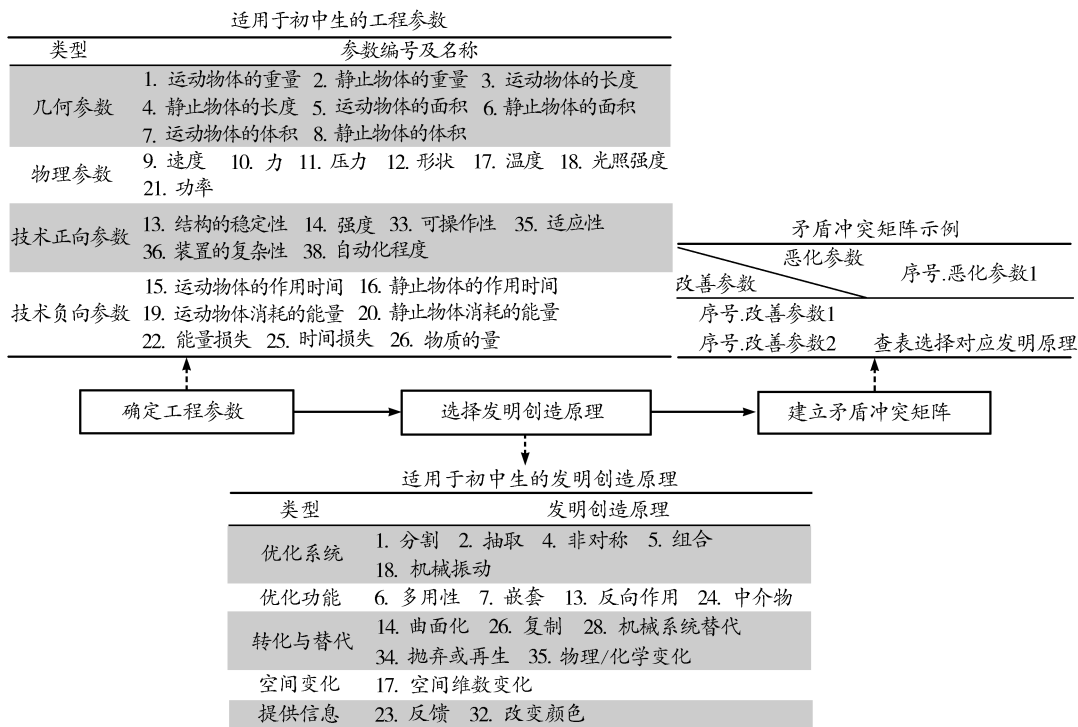 适用于初中生的工程参数
类型 参数编号及名称
几何参数
1. 运动物体的重量 2. 静止物体的重量 3. 运动物体的长度
4. 静止物体的长度 5. 运动物体的面积 6. 静止物体的面积
7. 运动物体的体积 8. 静止物体的体积
物理参数
9. 速度 10. 力 11. 压力 12. 形状 17. 温度 18. 光照强度
21. 功率
技术正向参数
13. 结构的稳定性 14. 强度 33. 可操作性 35. 适应性
36. 装置的复杂性 38. 自动化程度
技术负向参数
15. 运动物体的作用时间 16. 静止物体的作用时间
19. 运动物体消耗的能量 20. 静止物体消耗的能量
22. 能量损失 25. 时间损失 26. 物质的量
矛盾冲突矩阵示例
恶化参数
改善参数
序号.恶化参数1
序号.改善参数1
序号.改善参数2 查表选择对应发明原理
确定工程参数 选择发明创造原理 建立矛盾冲突矩阵
适用于初中生的发明创造原理
类型 发明创造原理
优化系统
1. 分割 2. 抽取 4. 非对称 5. 组合
18. 机械振动
优化功能 6. 多用性 7. 嵌套 13. 反向作用 24. 中介物
转化与替代
14. 曲面化 26. 复制 28. 机械系统替代
34. 抛弃或再生 35. 物理/化学变化
空间变化 17. 空间维数变化
提供信息 23. 反馈 32. 改变颜色